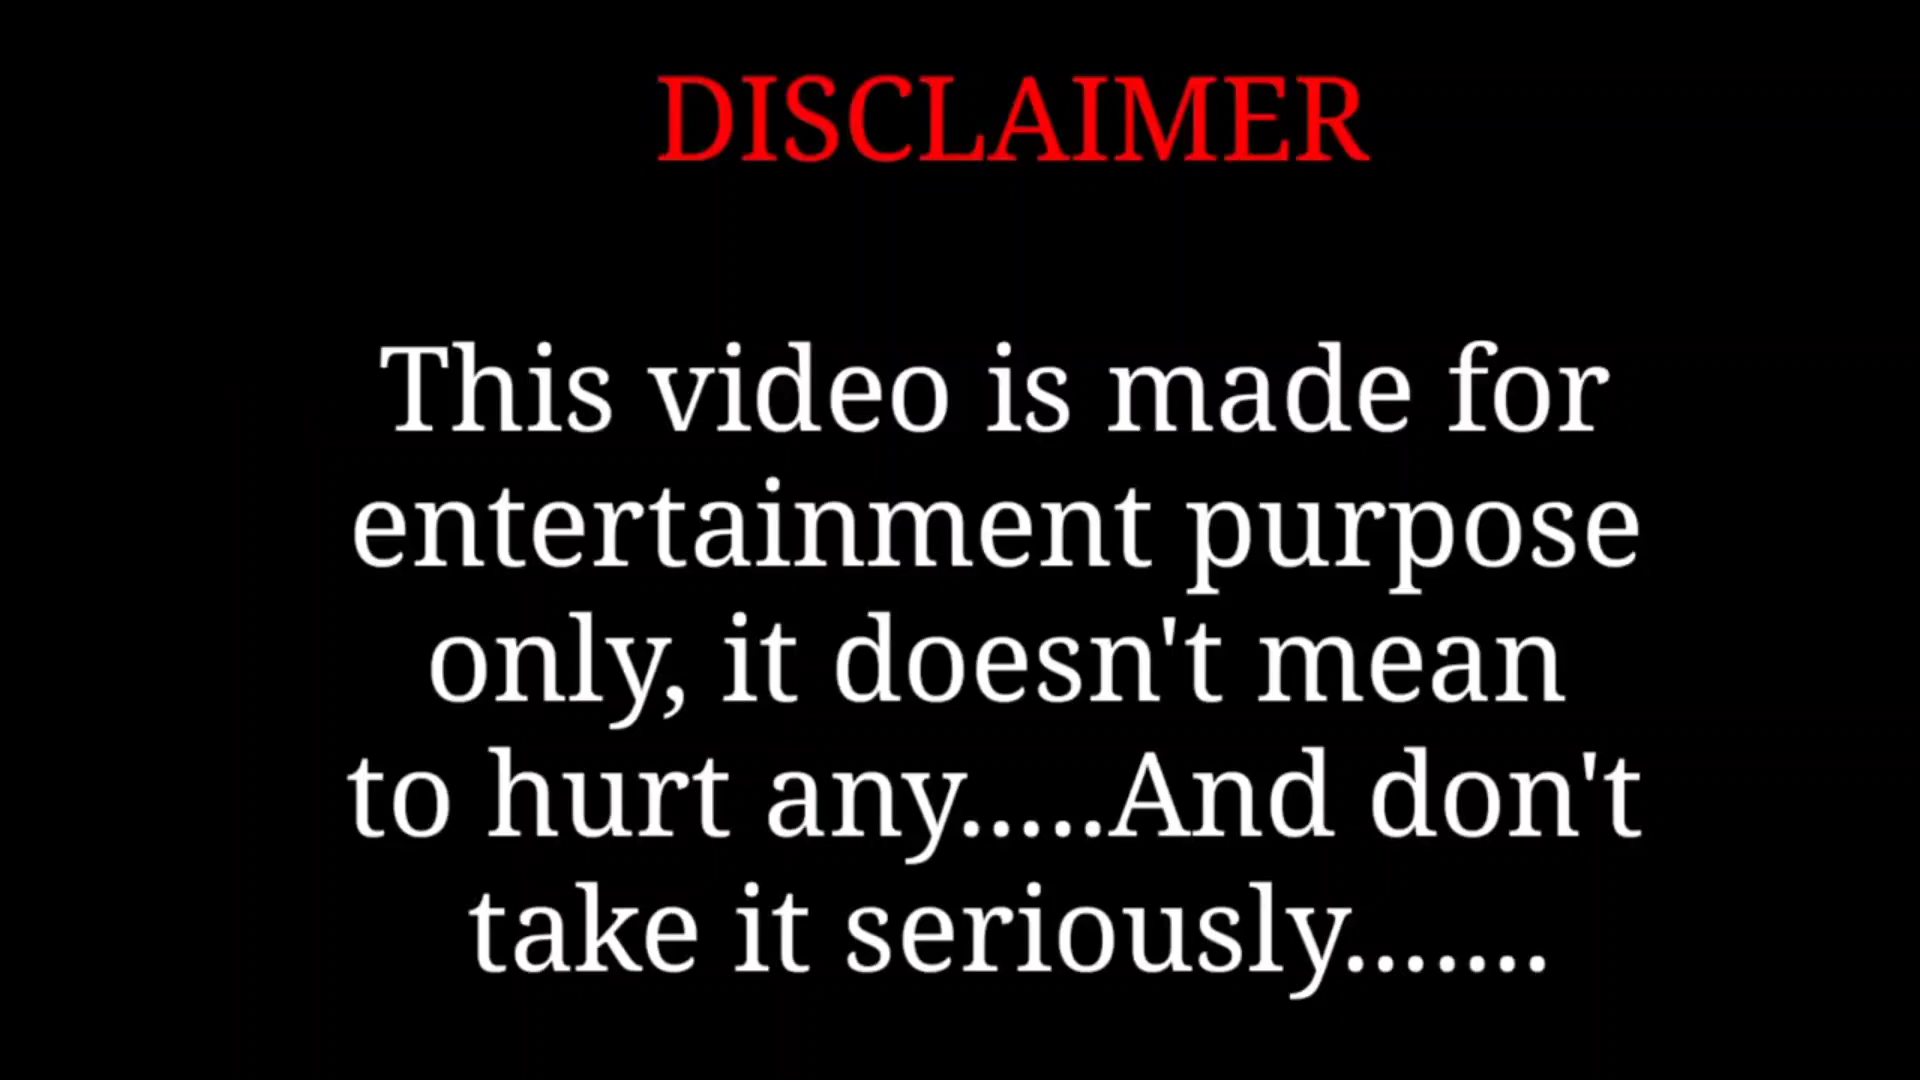 DISCLAIMER
This video is made for
entertainment purpose
only, it doesn't mean
to hurt any.....And don't
take it seriously.......